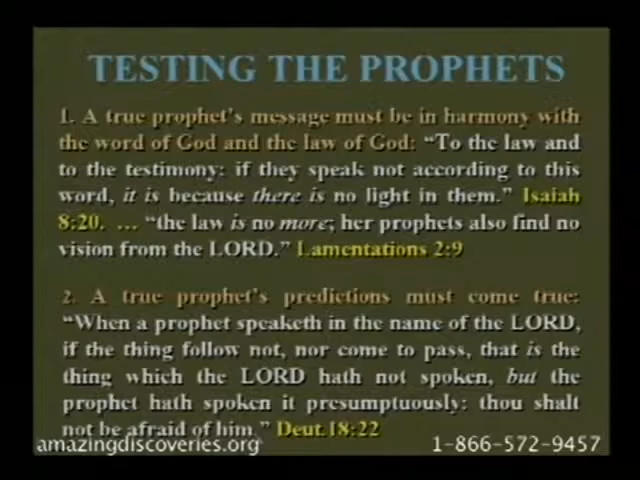 TESTING THE PROPHETS
1. A true prophet's message must be in harmony with
the word of God and the law of God: "To the law and
to the testimony: if they speak not according to this
word, it is because there is no light in them." Isaiah
8:20. ... "the law is no more; her prophets also find no
vision from the LORD." Lamentations 2:9
2. A true prophet's predictions must come true:
"When a prophet speaketh in the name of the LORD,
if the thing follow not, nor come to pass, that is the
thing which the LORD hath not spoken, but the
prophet hath spoken it presumptuously: thou shalt
not be afraid of him." Deut.18:22
amazingdiscoveries.org 1-866-572-9457